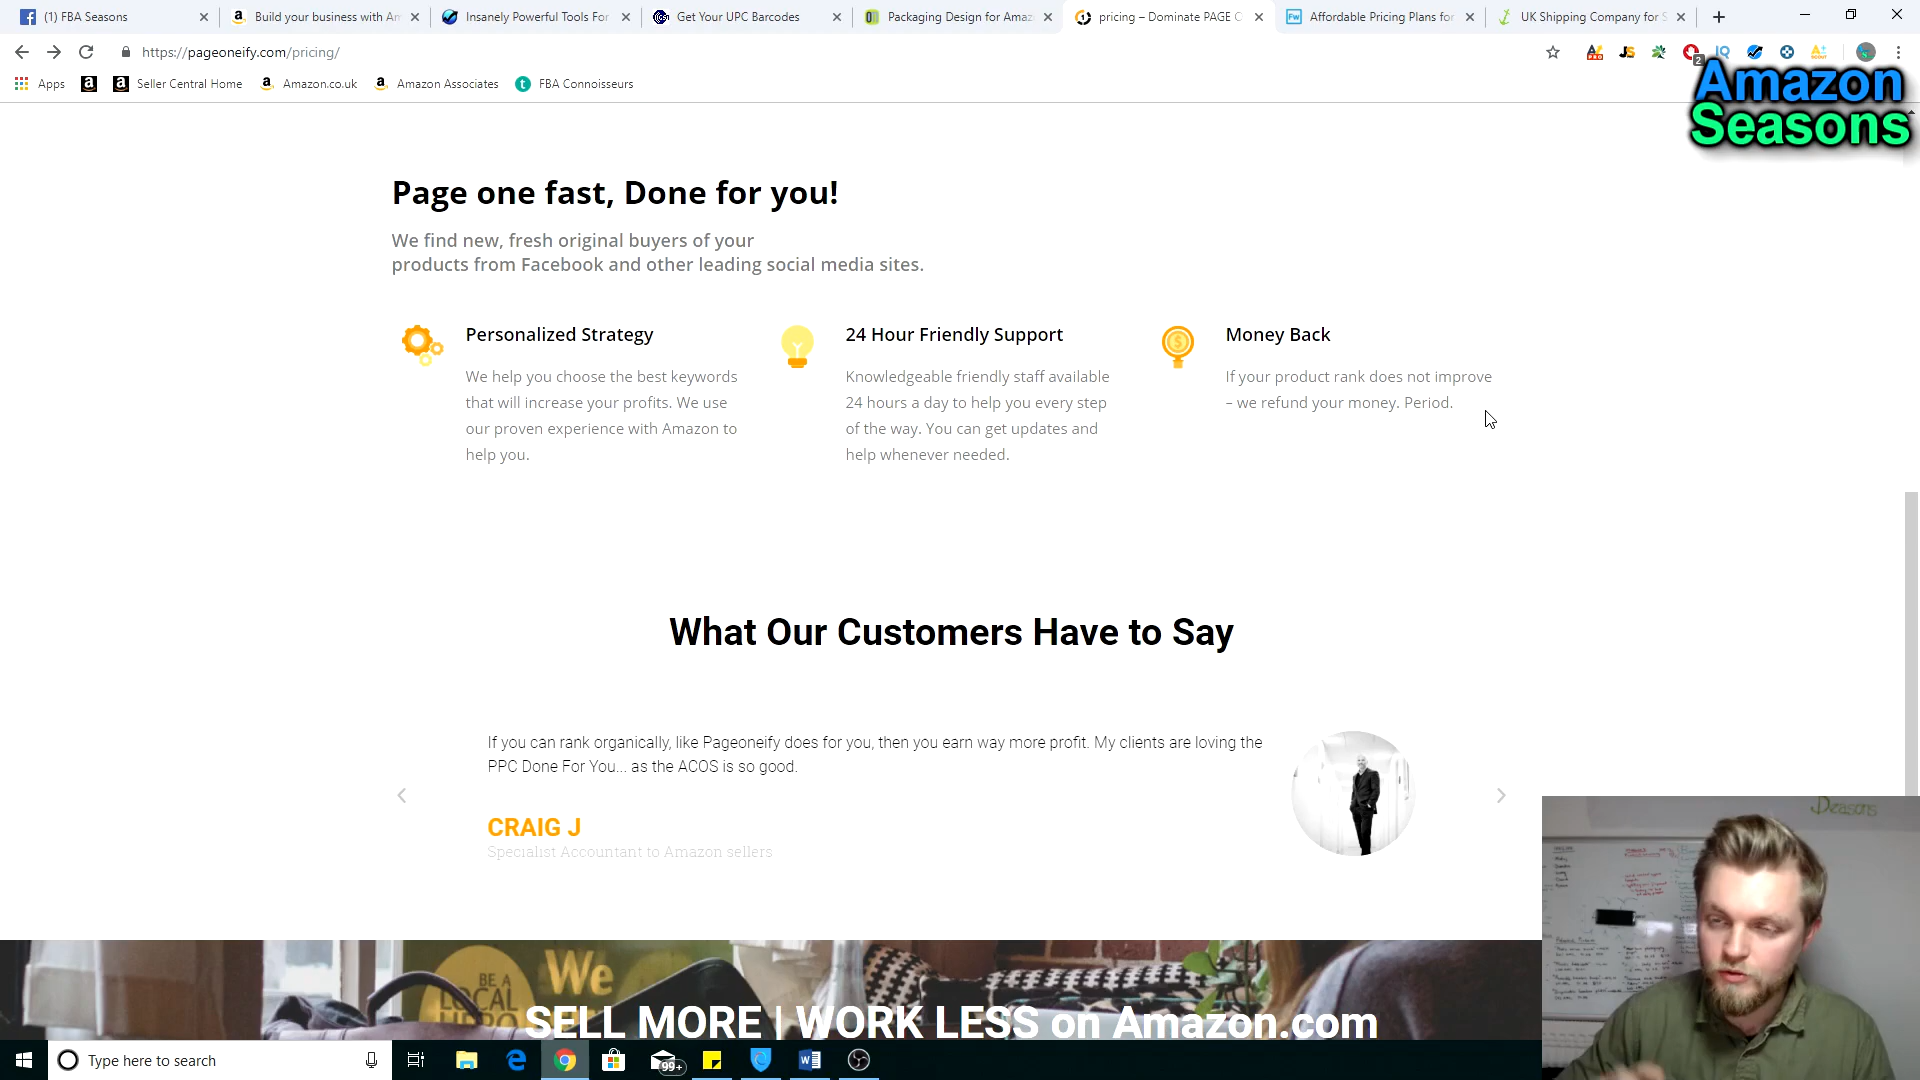 (1) FBA Seasons
Build your business with Am
Insanely Powerful Tools For
Get Your UPC Barcodes
Packaging Design for Amaz
pricing – Dominate PAGE O
Affordable Pricing Plans for
UK Shipping Company for S
https://pageoneify.com/pricing/
Apps
Seller Central Home
Amazon.co.uk
Amazon Associates
FBA Connoisseurs
Amazon
Seasons
Page one fast, Done for you!
We find new, fresh original buyers of your
products from Facebook and other leading social media sites.
Personalized Strategy
We help you choose the best keywords
that will increase your profits. We use
our proven experience with Amazon to
help you.
24 Hour Friendly Support
Knowledgeable friendly staff available
24 hours a day to help you every step
of the way. You can get updates and
help whenever needed.
Money Back
If your product rank does not improve
– we refund your money. Period.
What Our Customers Have to Say
If you can rank organically, like Pageoneify does for you, then you earn way more profit. My clients are loving the
PPC Done For You... as the ACOS is so good.
CRAIG J
Specialist Accountant to Amazon sellers
BE A
LOCAL
HERO
We
SELL MORE | WORK LESS on Amazon.com
Type here to search
99+